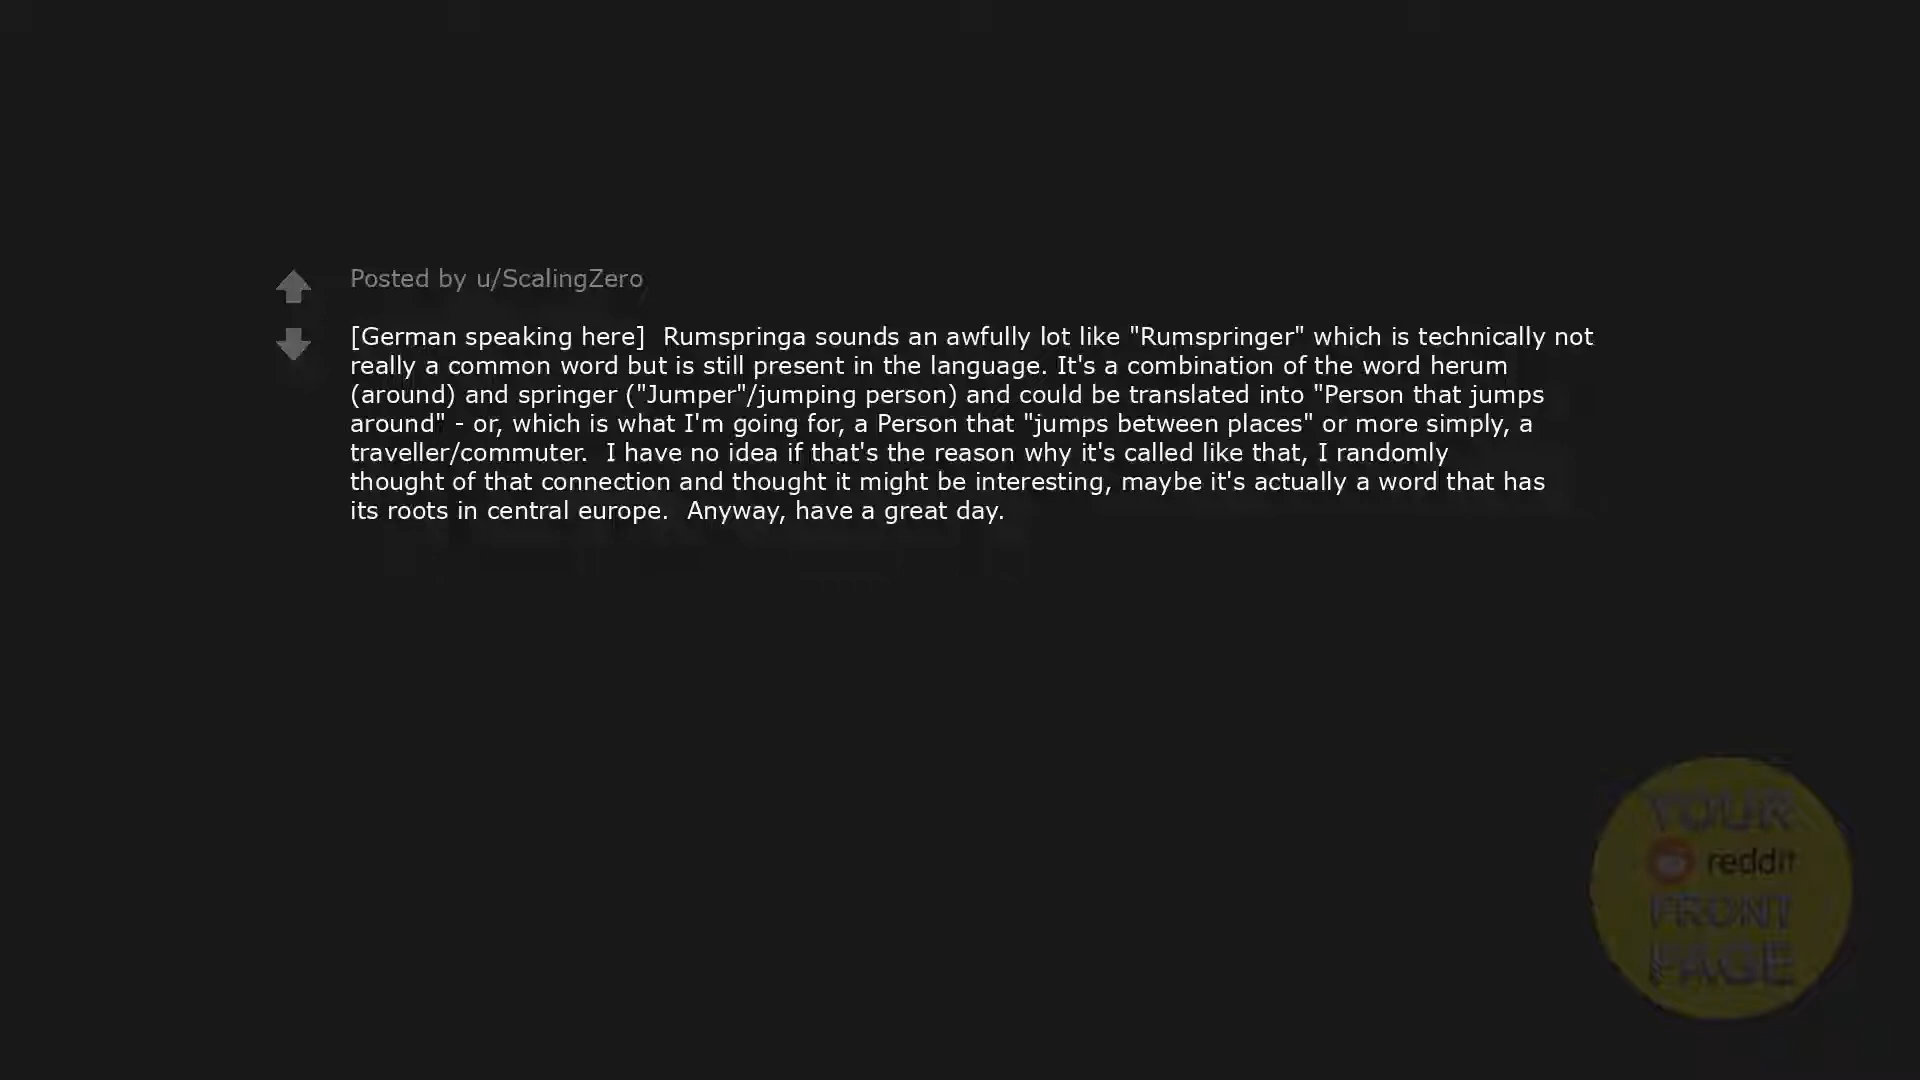 Posted by u/ScalingZero
[German speaking here]  Rumspringa sounds an awfully lot like "Rumspringer" which is technically not
really a common word but is still present in the language. It's a combination of the word herum
(around) and springer ("Jumper"/jumping person) and could be translated into "Person that jumps
around" - or, which is what I'm going for, a Person that "jumps between places" or more simply, a
traveller/commuter.  I have no idea if that's the reason why it's called like that, I randomly
thought of that connection and thought it might be interesting, maybe it's actually a word that has
its roots in central europe.  Anyway, have a great day.
YOUR
reddit
FRONT
PAGE